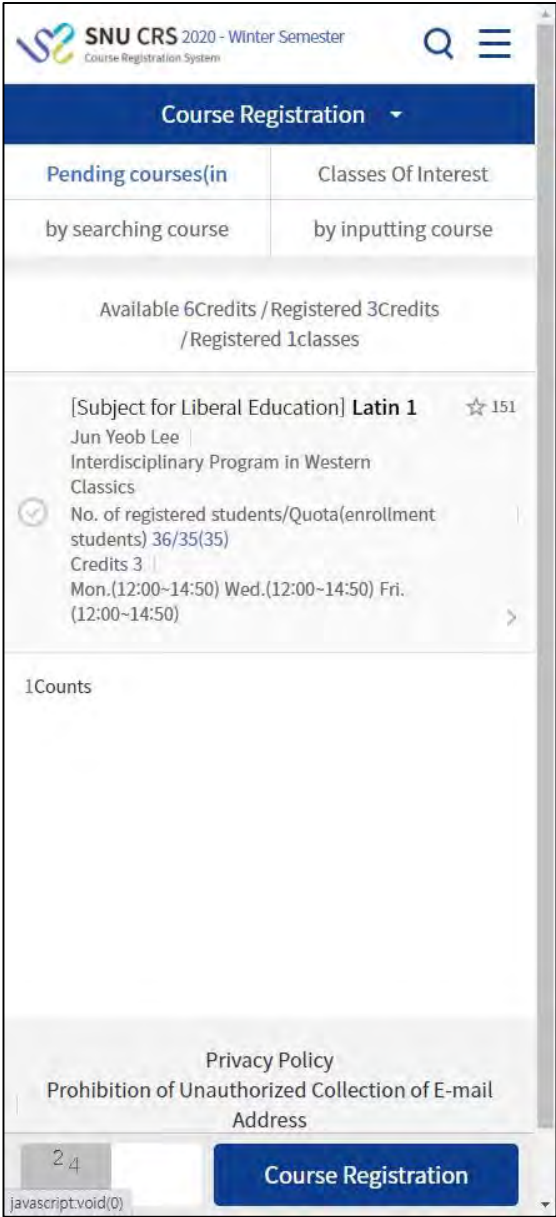 SNU CRS 2020 - Winter Semester
Course Registration System
Course Registration
Pending courses(in
Classes Of Interest
by searching course
by inputting course
Available 6Credits / Registered 3Credits
/ Registered 1classes
[Subject for Liberal Education] Latin 1
151
Jun Yeob Lee
Interdisciplinary Program in Western
Classics
No. of registered students/Quota(enrollment
students) 36/35(35)
Credits 3
Mon.(12:00~14:50) Wed.(12:00~14:50) Fri.
(12:00~14:50)
1Counts
Privacy Policy
Prohibition of Unauthorized Collection of E-mail
Address
24
Course Registration
javascript:void(0)